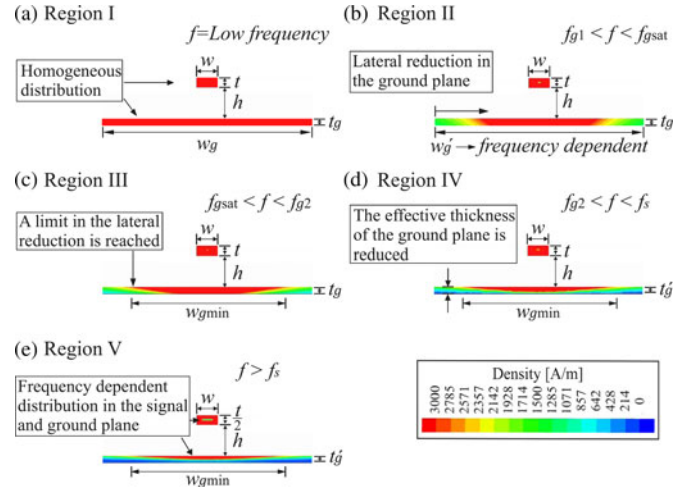 (a) Region I
f=Low frequency
w
Homogeneous
distribution
t
h
tg
wg
(b) Region II
fg1 < f < fgsat
Lateral reduction in
the ground plane
w
t
h
tg
wg′ → frequency dependent
(c) Region III
fgsat < f < fg2
A limit in the lateral
reduction is reached
w
t
h
tg
wgmin
(d) Region IV
fg2 < f < fs
The effective thickness
of the ground plane is
reduced
w
t
h
tg′
wgmin
(e) Region V
f > fs
Frequency dependent
distribution in the signal
and ground plane
w
t/2
h
tg′
wgmin
Density [A/m]
3000 2785 2571 2357 2142 1928 1714 1500 1285 1071 857 642 428 214 0